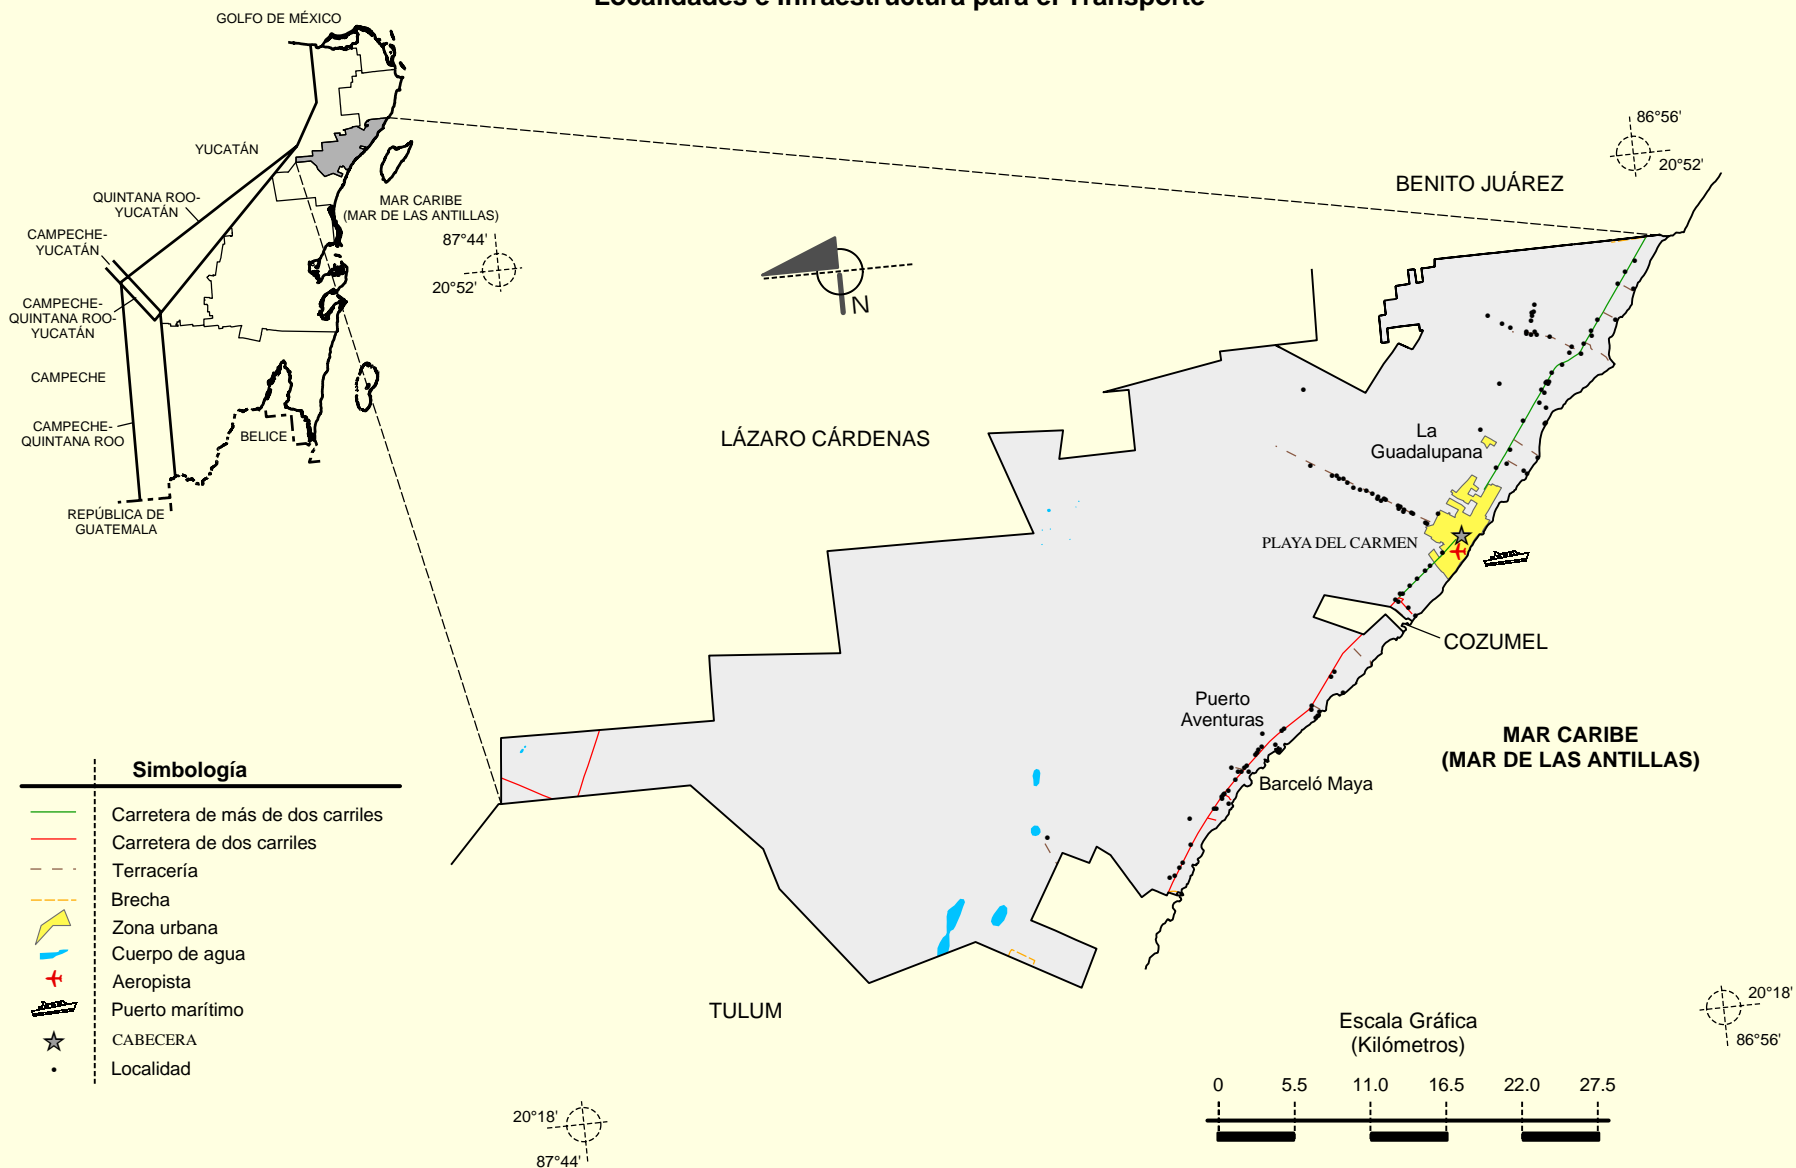 Localidades e Infraestructura para el Transporte
GOLFO DE MÉXICO
YUCATÁN
QUINTANA ROO-
YUCATÁN
CAMPECHE-
YUCATÁN
CAMPECHE-
QUINTANA ROO-
YUCATÁN
CAMPECHE
CAMPECHE-
QUINTANA ROO
BELICE
REPÚBLICA DE
GUATEMALA
MAR CARIBE
(MAR DE LAS ANTILLAS)
87°44'
20°52'
86°56'
20°52'
BENITO JUÁREZ
N
LÁZARO CÁRDENAS
La
Guadalupana
PLAYA DEL CARMEN
COZUMEL
Puerto
Aventuras
Barceló Maya
MAR CARIBE
(MAR DE LAS ANTILLAS)
TULUM
Simbología
Carretera de más de dos carriles
Carretera de dos carriles
Terracería
Brecha
Zona urbana
Cuerpo de agua
Aeropista
Puerto marítimo
CABECERA
Localidad
20°18'
87°44'
20°18'
86°56'
Escala Gráfica
(Kilómetros)
0 5.5 11.0 16.5 22.0 27.5